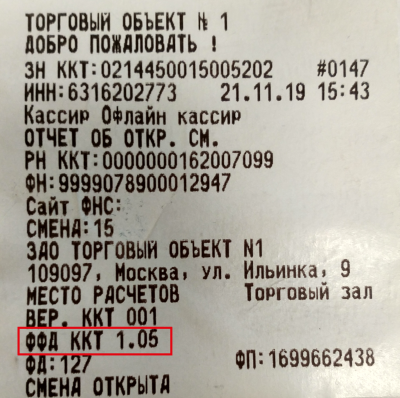 ТОРГОВЫЙ ОБЪЕКТ № 1
ДОБРО ПОЖАЛОВАТЬ !
ЗН ККТ:0214450015005202 #0147
ИНН:6316202773 21.11.19 15:43
Кассир Офлайн кассир
ОТЧЕТ ОБ ОТКР. СМ.
РН ККТ:0000000162007099
ФН:9999078900012947
Сайт ФНС:
СМЕНА:15
ЗАО ТОРГОВЫЙ ОБЪЕКТ N1
109097, Москва, ул. Ильинка, 9
МЕСТО РАСЧЕТОВ Торговый зал
ВЕР. ККТ 001
ФФД ККТ 1.05
ФД:127 ФП:1699662438
СМЕНА ОТКРЫТА